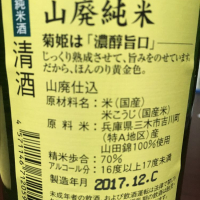 純米酒
清酒
山廃純米
菊姫は「濃醇旨口」
じっくり熟成させて、旨みをのせています。
だから、ほんのり黄金色。
山廃仕込
原材料名：米（国産）
米こうじ（国産米）
原料米：兵庫県三木市吉川町
（特A地区）産
山田錦100％使用
精米歩合：70％
アルコール分：16度以上17度未満
製造年月 2017.12.C